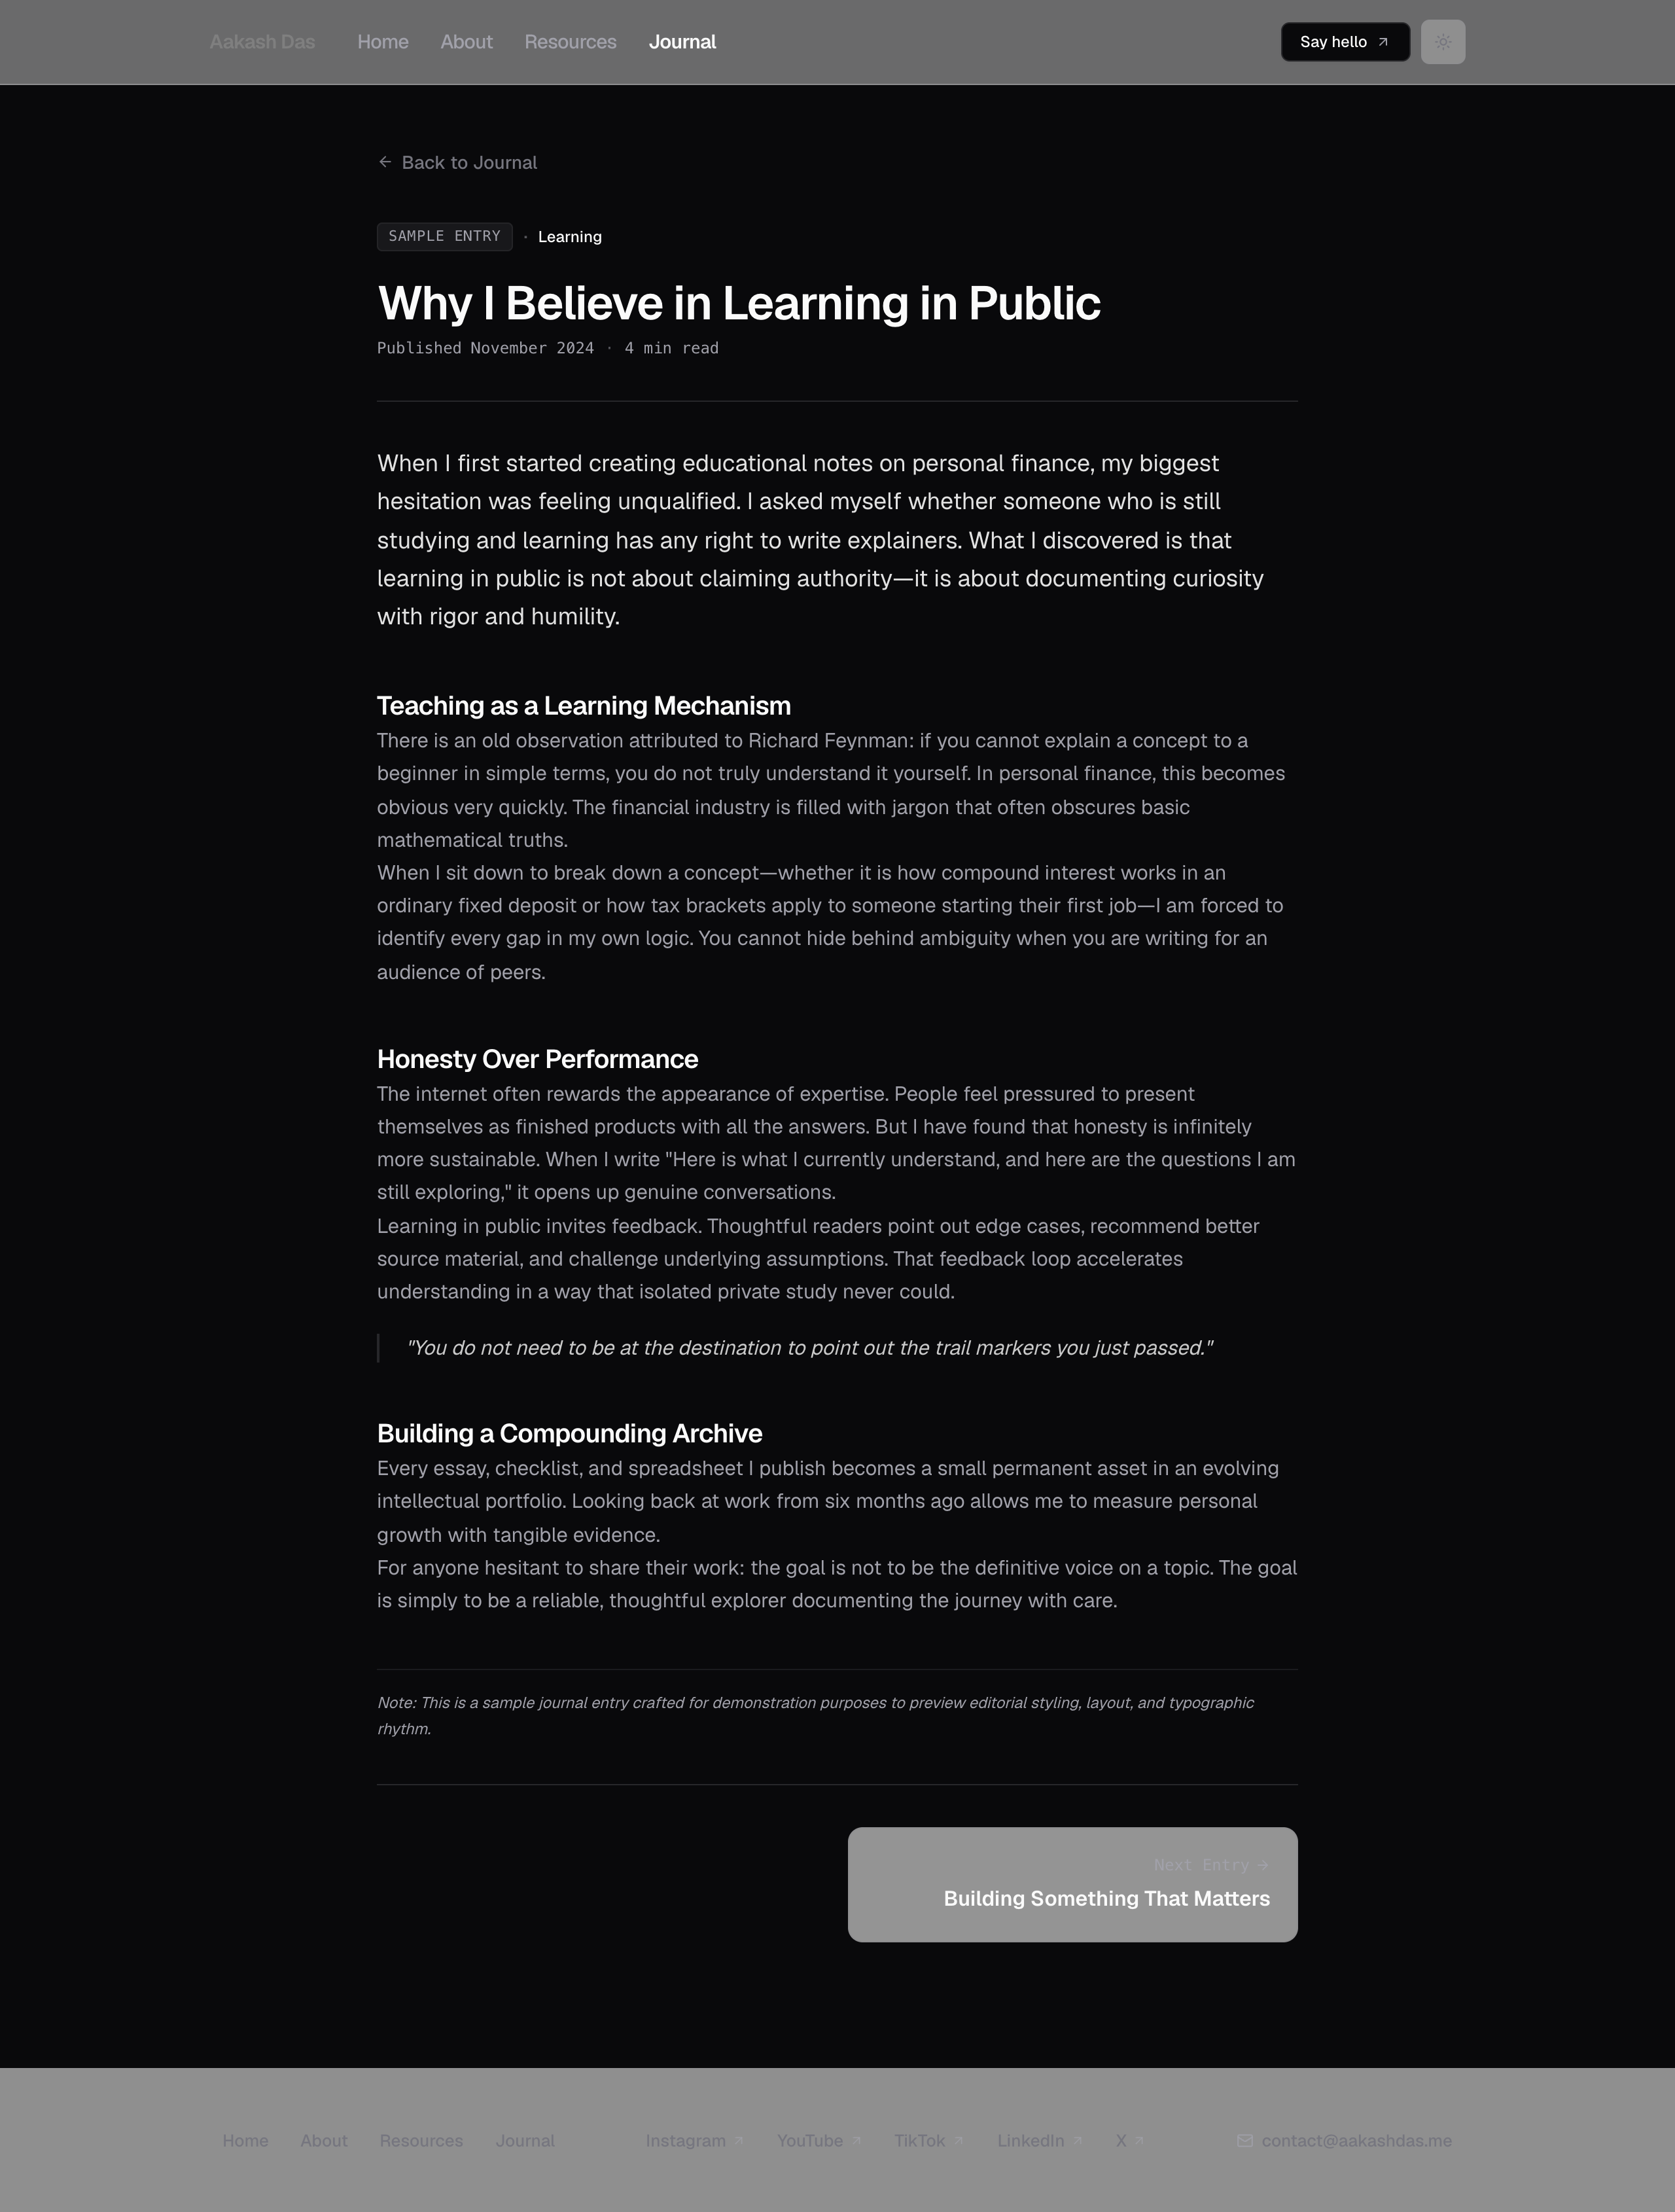 Aakash Das Home About Resources Journal Say hello
Back to Journal
SAMPLE ENTRY · Learning
Why I Believe in Learning in Public
Published November 2024 · 4 min read
When I first started creating educational notes on personal finance, my biggest
hesitation was feeling unqualified. I asked myself whether someone who is still
studying and learning has any right to write explainers. What I discovered is that
learning in public is not about claiming authority—it is about documenting curiosity
with rigor and humility.
Teaching as a Learning Mechanism
There is an old observation attributed to Richard Feynman: if you cannot explain a concept to a
beginner in simple terms, you do not truly understand it yourself. In personal finance, this becomes
obvious very quickly. The financial industry is filled with jargon that often obscures basic
mathematical truths.
When I sit down to break down a concept—whether it is how compound interest works in an
ordinary fixed deposit or how tax brackets apply to someone starting their first job—I am forced to
identify every gap in my own logic. You cannot hide behind ambiguity when you are writing for an
audience of peers.
Honesty Over Performance
The internet often rewards the appearance of expertise. People feel pressured to present
themselves as finished products with all the answers. But I have found that honesty is infinitely
more sustainable. When I write "Here is what I currently understand, and here are the questions I am
still exploring," it opens up genuine conversations.
Learning in public invites feedback. Thoughtful readers point out edge cases, recommend better
source material, and challenge underlying assumptions. That feedback loop accelerates
understanding in a way that isolated private study never could.
"You do not need to be at the destination to point out the trail markers you just passed."
Building a Compounding Archive
Every essay, checklist, and spreadsheet I publish becomes a small permanent asset in an evolving
intellectual portfolio. Looking back at work from six months ago allows me to measure personal
growth with tangible evidence.
For anyone hesitant to share their work: the goal is not to be the definitive voice on a topic. The goal
is simply to be a reliable, thoughtful explorer documenting the journey with care.
Note: This is a sample journal entry crafted for demonstration purposes to preview editorial styling, layout, and typographic
rhythm.
Next Entry →
Building Something That Matters
Home About Resources Journal Instagram YouTube TikTok LinkedIn X contact@aakashdas.me